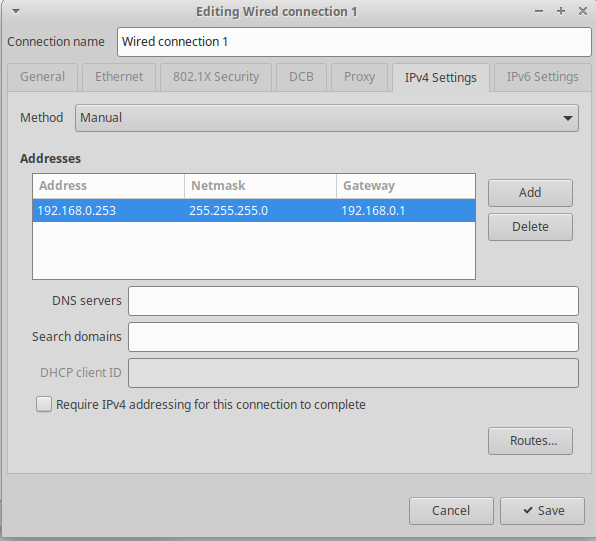 Editing Wired connection 1
Connection name Wired connection 1
General Ethernet 802.1X Security DCB Proxy IPv4 Settings IPv6 Settings
Method Manual
Addresses
Address Netmask Gateway
192.168.0.253 255.255.255.0 192.168.0.1
Add
Delete
DNS servers
Search domains
DHCP client ID
Require IPv4 addressing for this connection to complete
Routes...
Cancel Save